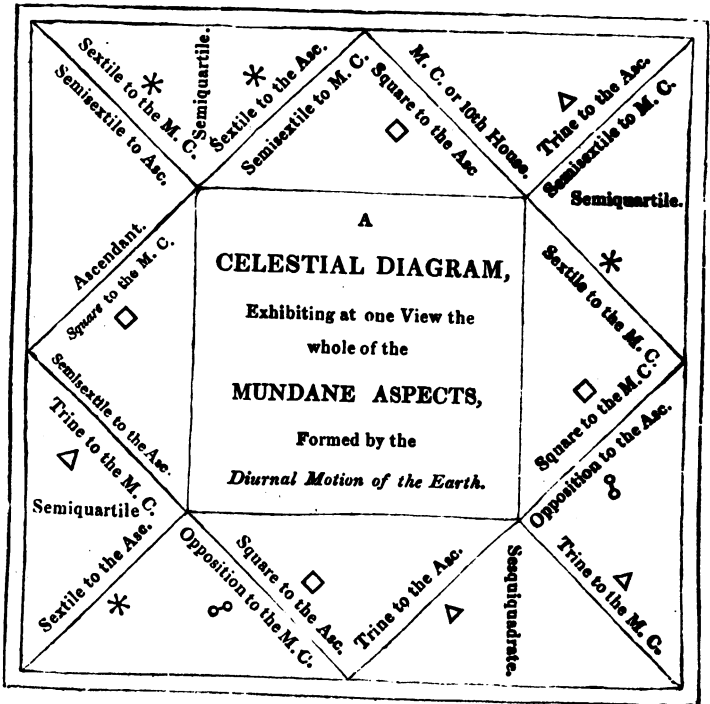 Sextile to the M. C.
Semisextile to Asc.
Semiquartile.
Sextile to the Asc.
Semisextile to M. C.
M. C. or 10th House.
Square to the Asc
Trine to the Asc.
Semisextile to M. C.
Semiquartile.
Ascendant.
Square to the M. C.
A
CELESTIAL DIAGRAM,
Exhibiting at one View the
whole of the
MUNDANE ASPECTS,
Formed by the
Diurnal Motion of the Earth.
Sextile to the M. C.
Square to the M. C.
Opposition to the Asc.
Semisextile to the Asc.
Trine to the M. C.
Semiquartile
Sextile to the Asc.
Square to the Asc.
Opposition to the M. C.
Trine to the Asc.
Sesquiquadrate.
Trine to the M. C.